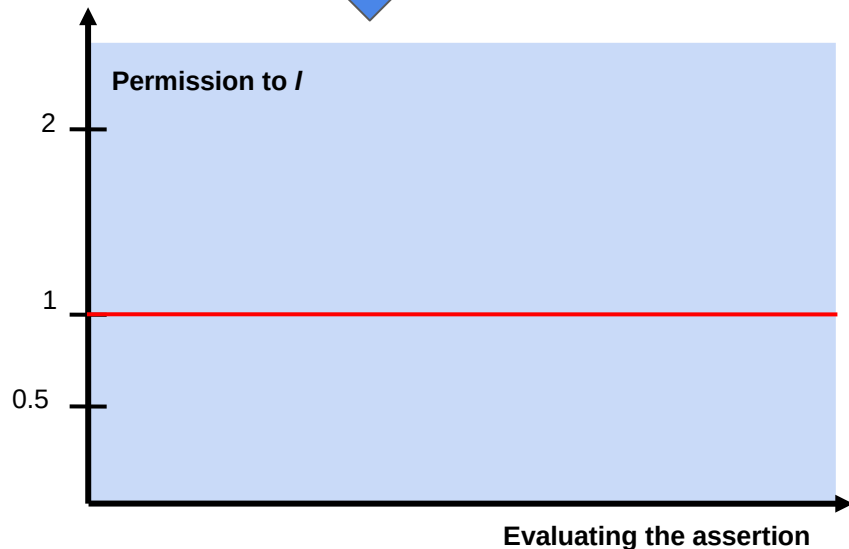 Permission to l
2
1
0.5
Evaluating the assertion